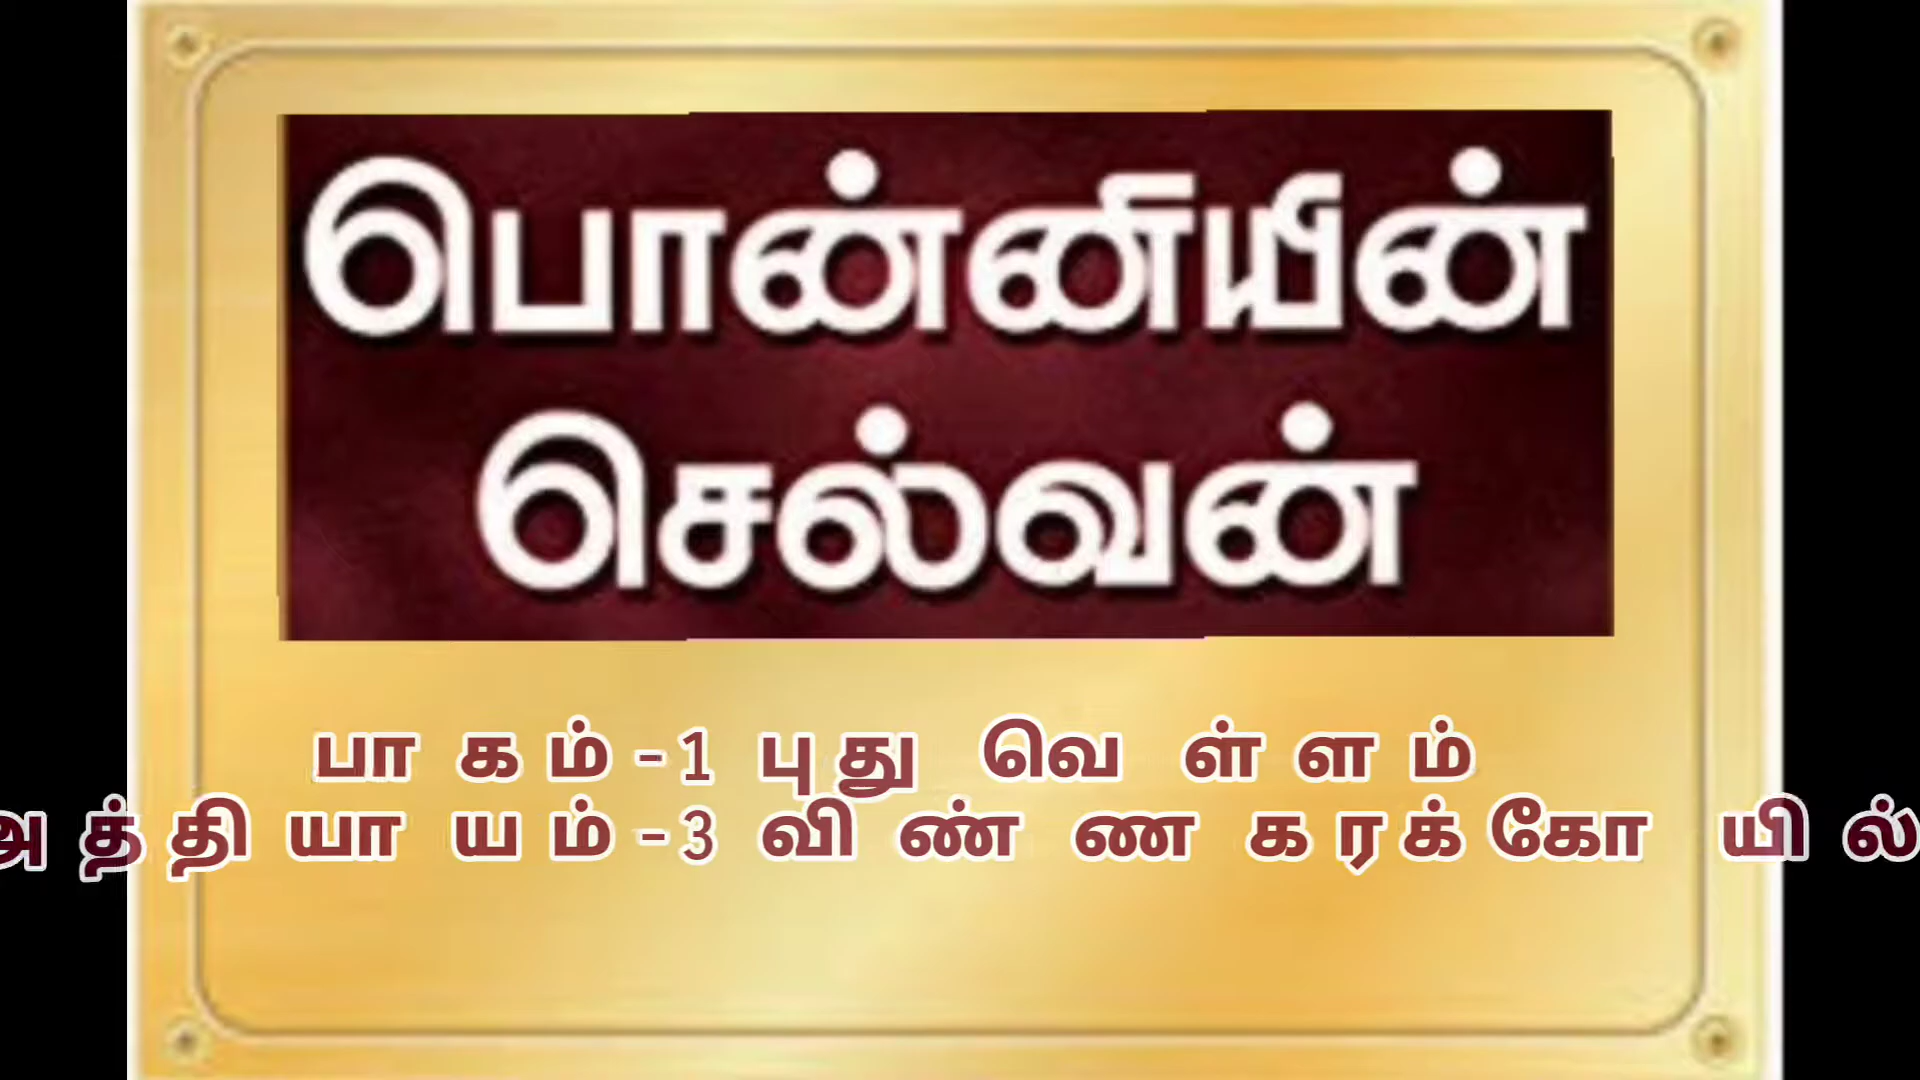 பொன்னியின்
செல்வன்
பாகம்-1 புது வெள்ளம்
அத்தியாயம்-3 விண்ணகரக்கோயில்